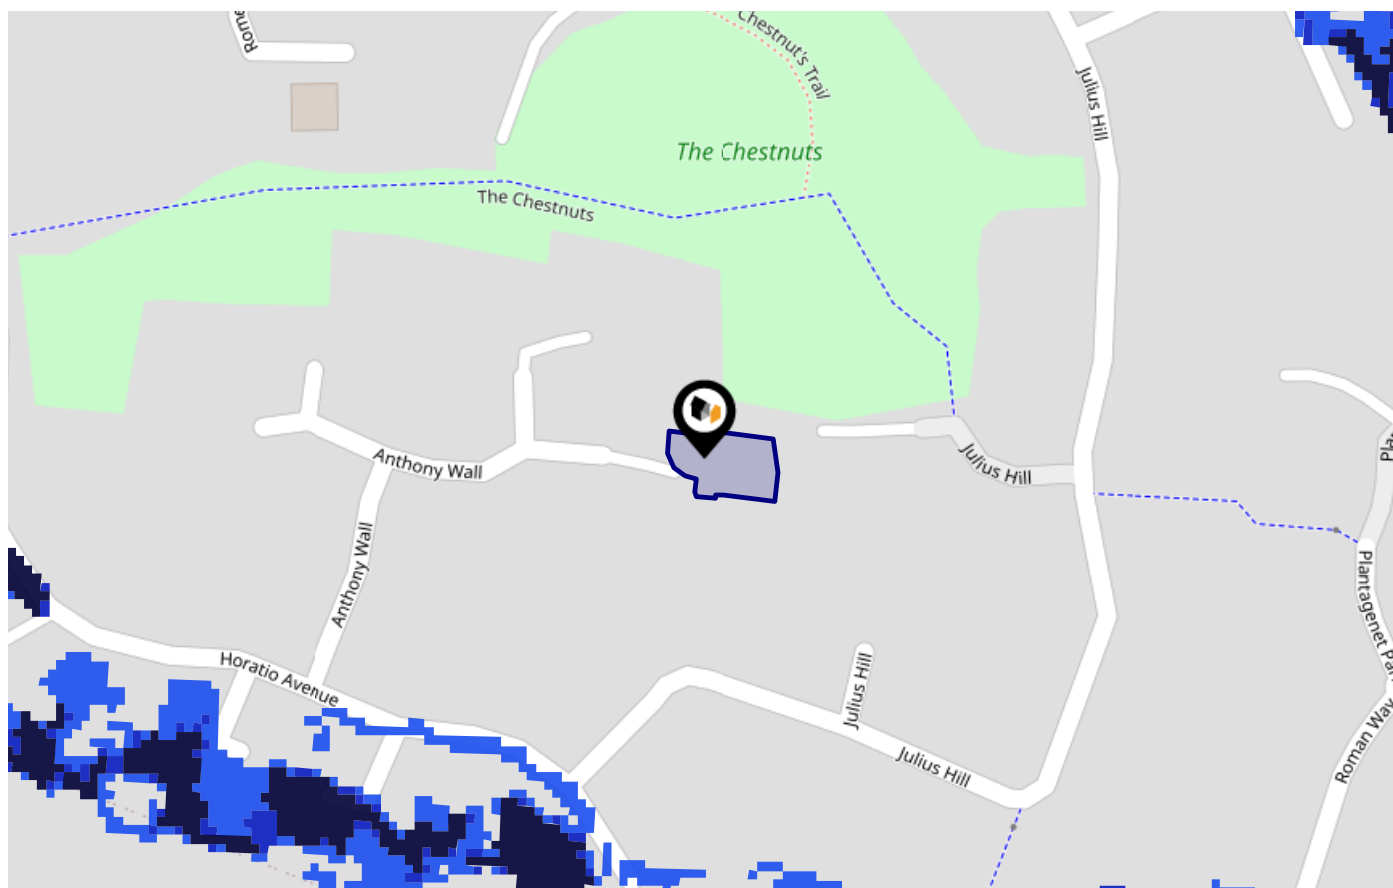 Chestnut's Trail
Julius Hill
The Chestnuts
The Chestnuts
Anthony Wall
Julius Hill
Anthony Wall
Plantagenet
Horatio Avenue
Julius Hill
Julius Hill
Roman Way